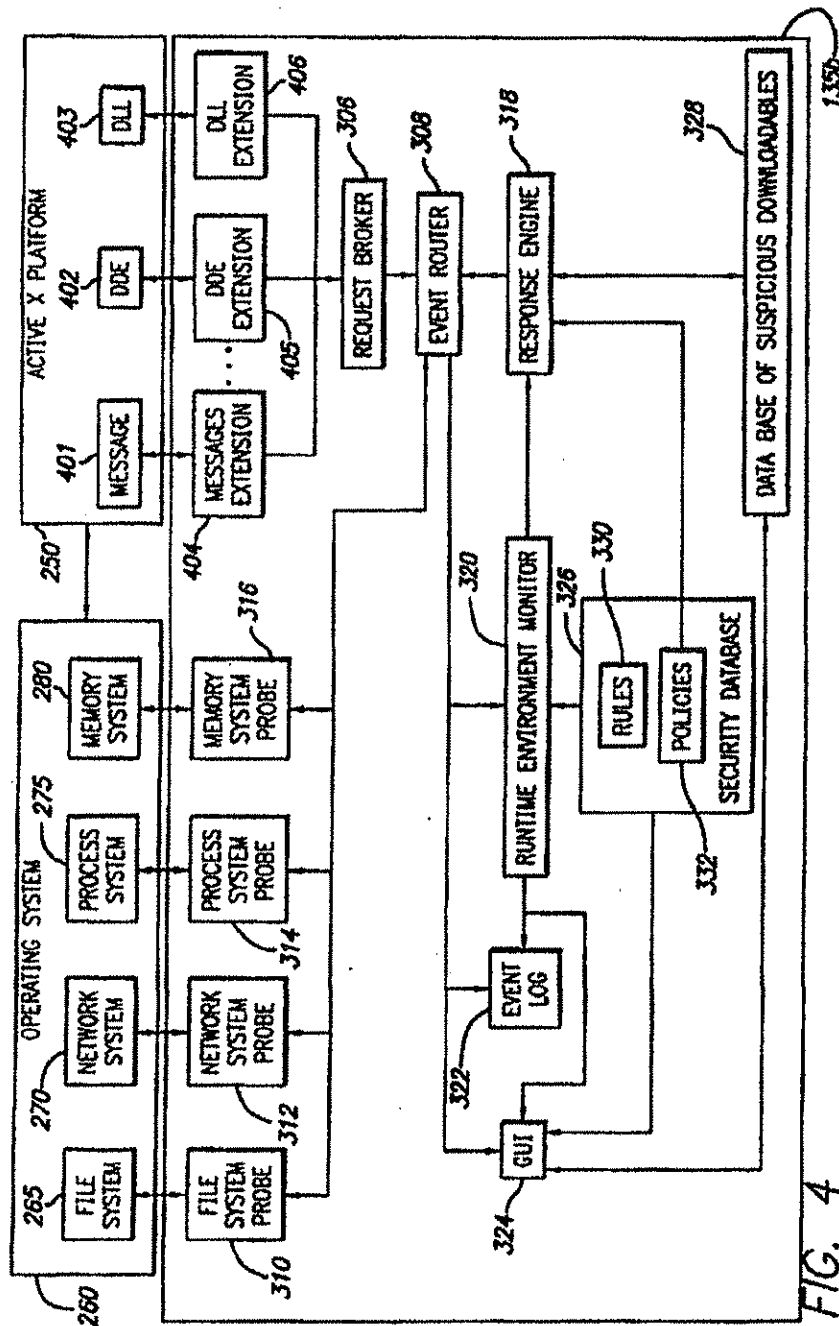 OPERATING SYSTEM
260
265
FILE
SYSTEM
270
NETWORK
SYSTEM
275
PROCESS
SYSTEM
280
MEMORY
SYSTEM
250
ACTIVE X PLATFORM
401
MESSAGE
402
DDE
403
DLL
FILE
SYSTEM
PROBE
310
NETWORK
SYSTEM
PROBE
312
PROCESS
SYSTEM
PROBE
314
MEMORY
SYSTEM
PROBE
316
MESSAGES
EXTENSION
404
. . .
DDE
EXTENSION
405
DLL
EXTENSION
406
REQUEST BROKER
306
EVENT ROUTER
308
RESPONSE ENGINE
318
RUNTIME ENVIRONMENT MONITOR
320
EVENT
LOG
322
GUI
324
326
RULES
330
POLICIES
332
SECURITY DATABASE
DATA BASE OF SUSPICIOUS DOWNLOADABLES
328
135b
FIG. 4